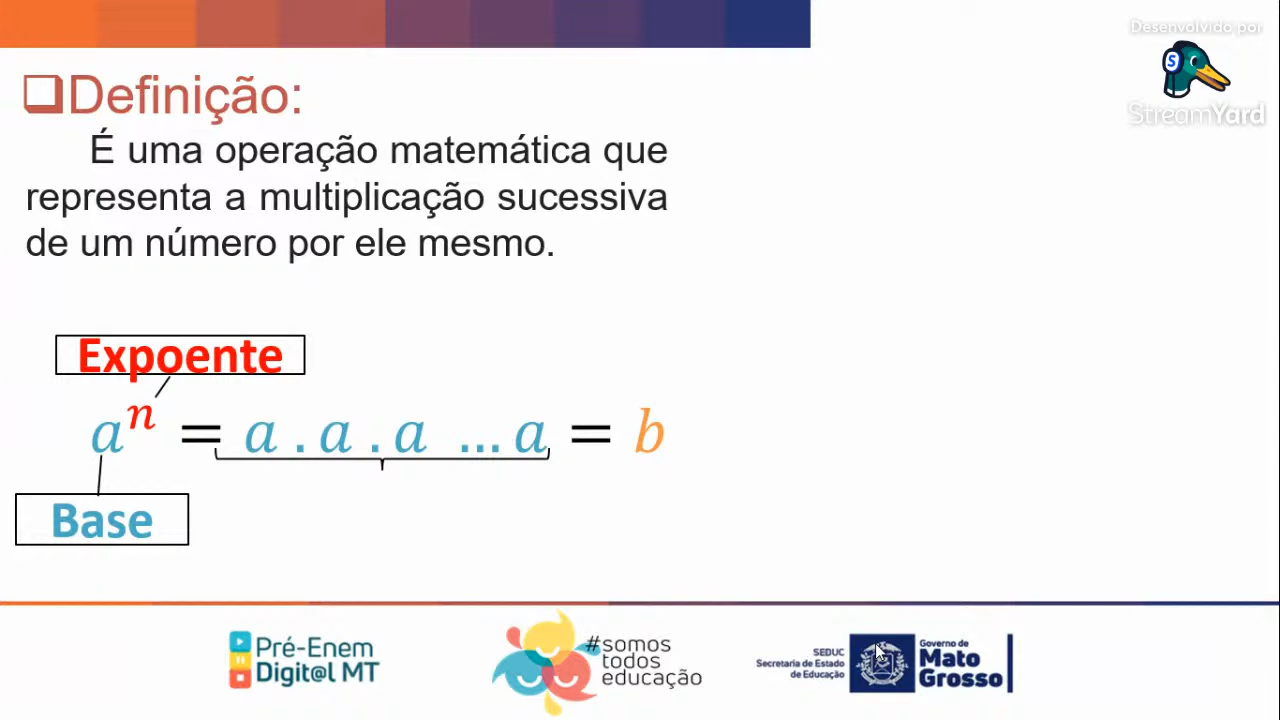 Desenvolvido por
StreamYard
Definição:
É uma operação matemática que
representa a multiplicação sucessiva
de um número por ele mesmo.
Expoente
aⁿ = a . a . a ... a = b
Base
Pré-Enem
Digit@l MT
#somos
todos
educação
SEDUC
Secretaria de Estado
de Educação
Governo de
Mato
Grosso